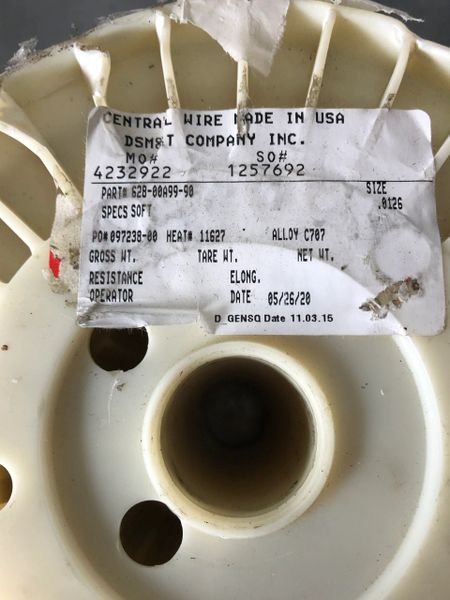 CENTRAL WIRE MADE IN USA
DSM&T COMPANY INC.
MO# SO#
4232922 1257692
PART# 628-00A99-90 SIZE
SPECS SOFT .0126
PO# 097238-00 HEAT# 11627 ALLOY C707
GROSS WT. TARE WT. NET WT.
RESISTANCE ELONG.
OPERATOR DATE 05/26/20
D_GENSQ Date 11.03.15